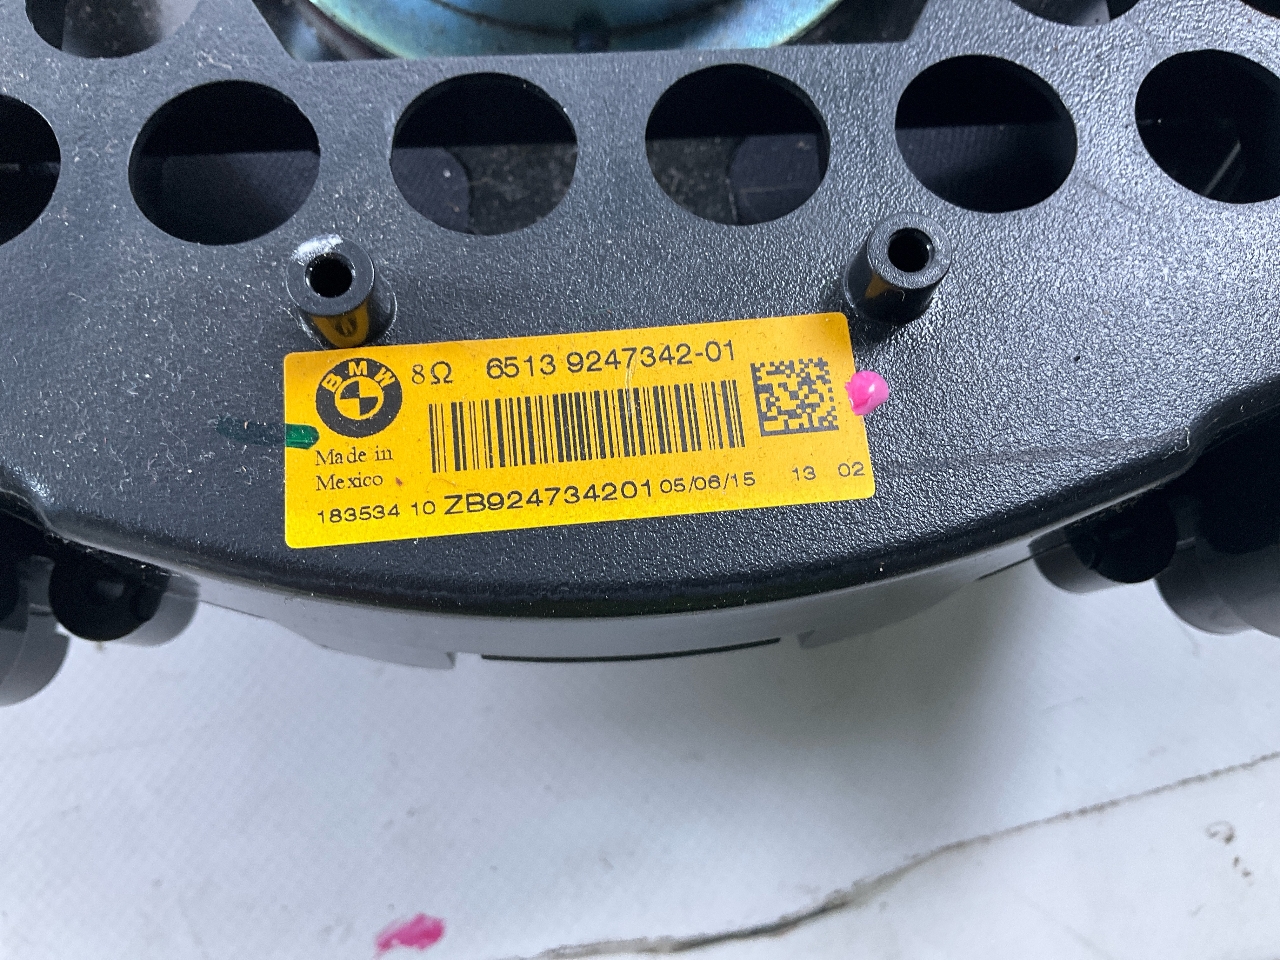 BMW 8Ω 6513 9247342-01
Made in
Mexico
183534 10 ZB924734201 05/06/15 13 02